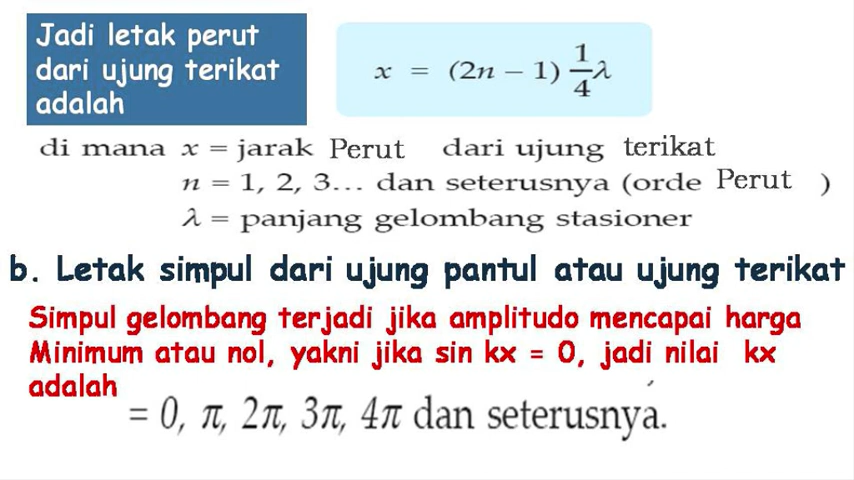 Jadi letak perut
dari ujung terikat
adalah
x = (2n − 1) 1/4 λ
di mana x = jarak Perut dari ujung terikat
n = 1, 2, 3... dan seterusnya (orde Perut )
λ = panjang gelombang stasioner
b. Letak simpul dari ujung pantul atau ujung terikat
Simpul gelombang terjadi jika amplitudo mencapai harga
Minimum atau nol, yakni jika sin kx = 0, jadi nilai kx
adalah
= 0, π, 2π, 3π, 4π dan seterusnya.